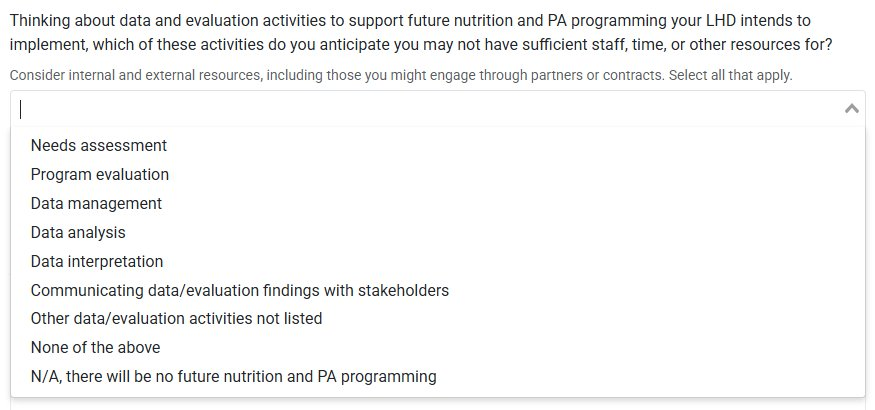 Thinking about data and evaluation activities to support future nutrition and PA programming your LHD intends to
implement, which of these activities do you anticipate you may not have sufficient staff, time, or other resources for?
Consider internal and external resources, including those you might engage through partners or contracts. Select all that apply.
Needs assessment
Program evaluation
Data management
Data analysis
Data interpretation
Communicating data/evaluation findings with stakeholders
Other data/evaluation activities not listed
None of the above
N/A, there will be no future nutrition and PA programming